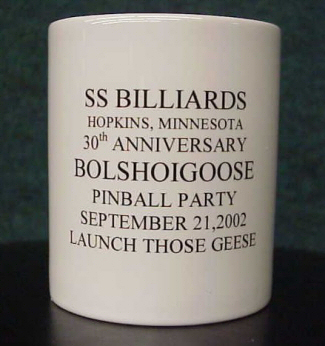 SS BILLIARDS
HOPKINS, MINNESOTA
30th ANNIVERSARY
BOLSHOIGOOSE
PINBALL PARTY
SEPTEMBER 21,2002
LAUNCH THOSE GEESE